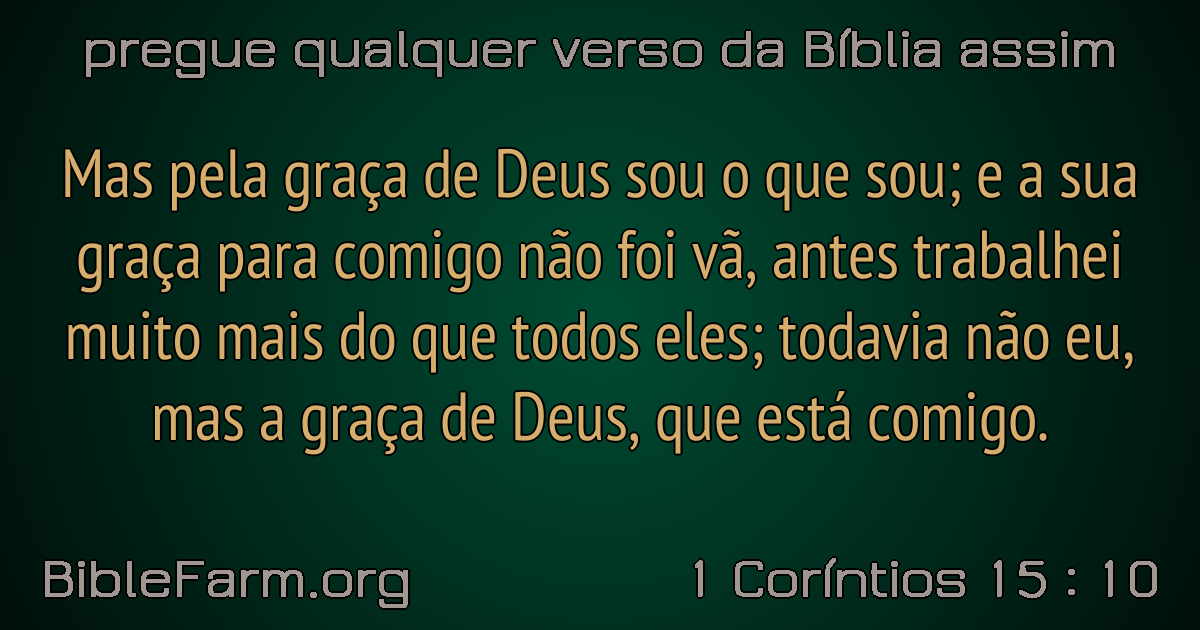 pregue qualquer verso da Bíblia assim
Mas pela graça de Deus sou o que sou; e a sua
graça para comigo não foi vã, antes trabalhei
muito mais do que todos eles; todavia não eu,
mas a graça de Deus, que está comigo.
BibleFarm.org
1 Coríntios 15 : 10